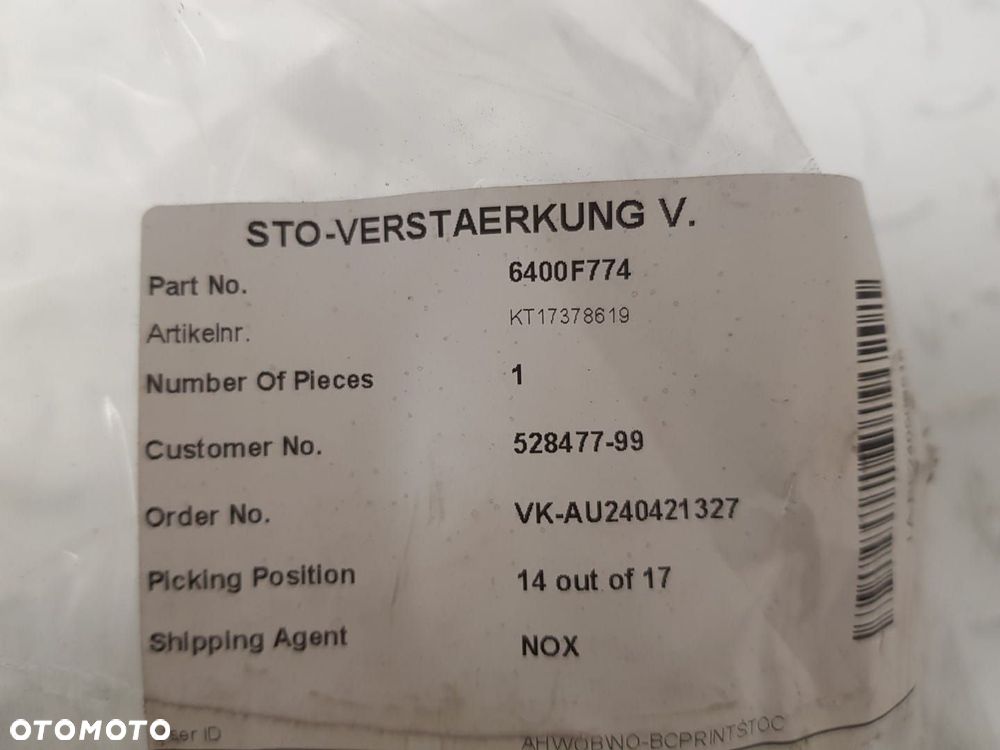 STO-VERSTAERKUNG V.
Part No. 6400F774
Artikelnr. KT17378619
Number Of Pieces 1
Customer No. 528477-99
Order No. VK-AU240421327
Picking Position 14 out of 17
Shipping Agent NOX
ID
OTOMOTO